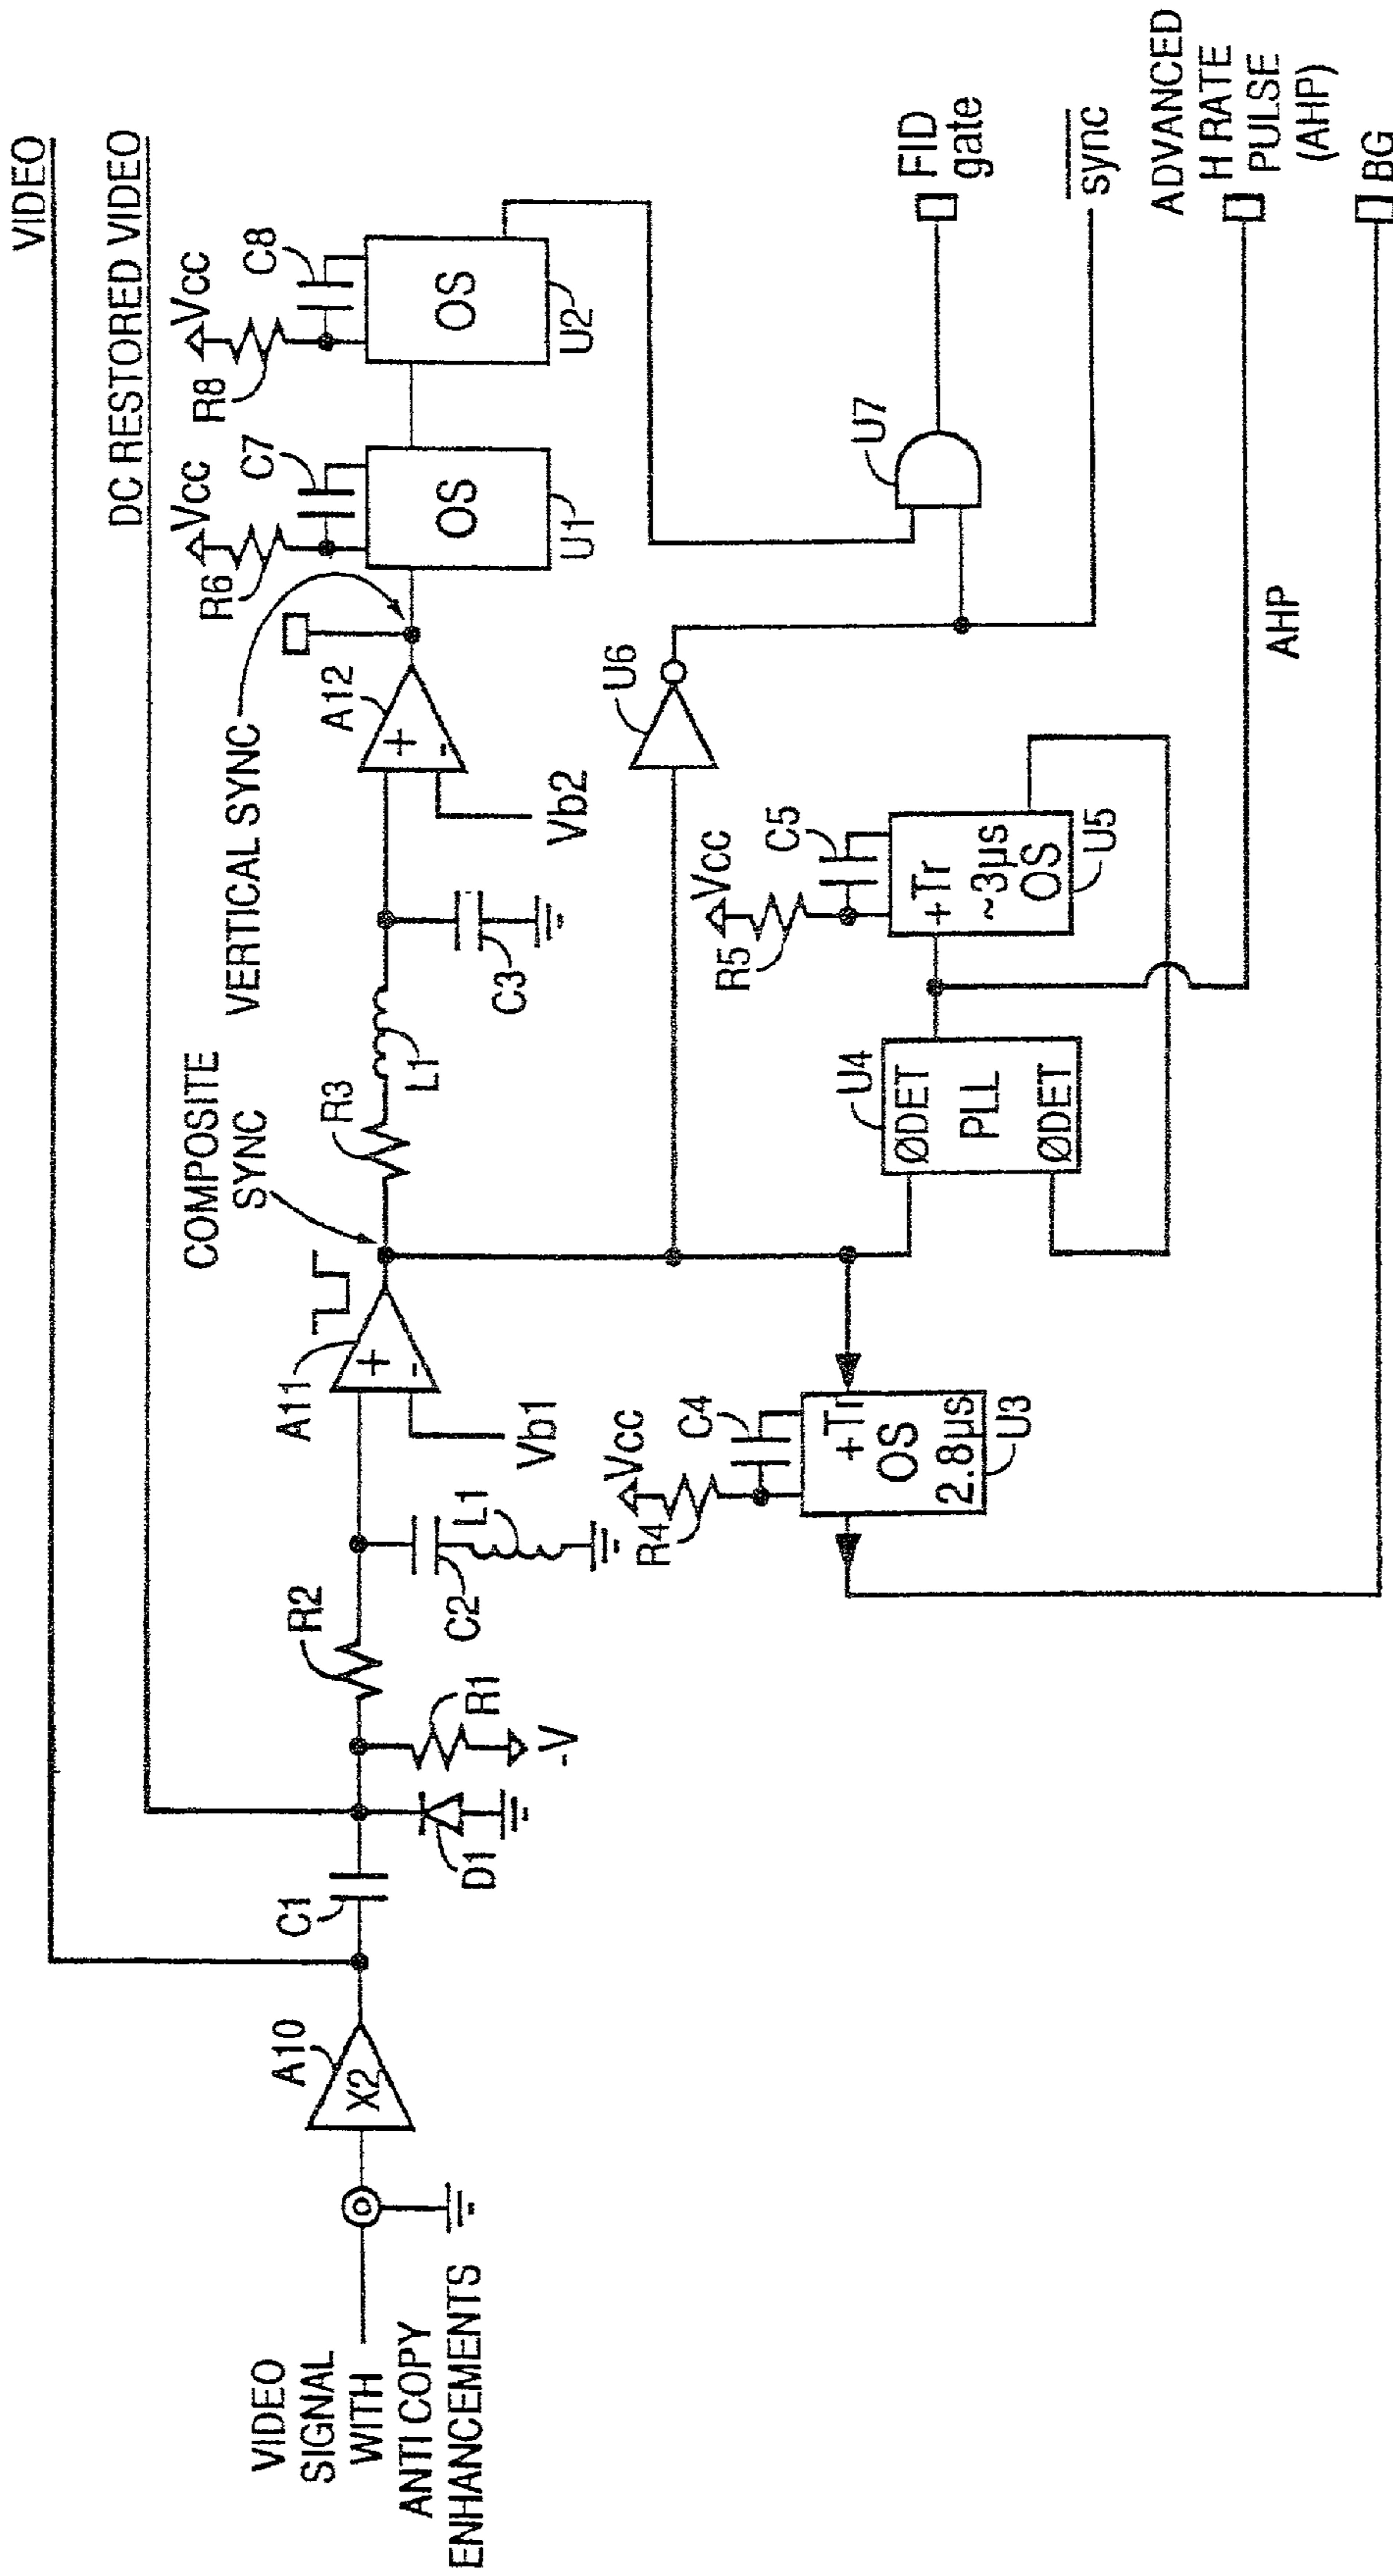 VIDEO
DC RESTORED VIDEO
VIDEO
SIGNAL
WITH
ANTI COPY
ENHANCEMENTS
A10
X2
C1
D1
R1
-V
R2
C2
L1
A11
+
-
Vb1
COMPOSITE
SYNC
R3
L1
C3
VERTICAL SYNC
A12
+
-
Vb2
R6
Vcc
C7
OS
U1
R8
Vcc
C8
OS
U2
U6
U7
FID
gate
sync
R4
Vcc
C4
+Tr
OS
2.8µs
U3
U4
ØDET
PLL
ØDET
R5
Vcc
C5
+Tr
~3µs
OS
U5
AHP
ADVANCED
H RATE
PULSE
(AHP)
BG